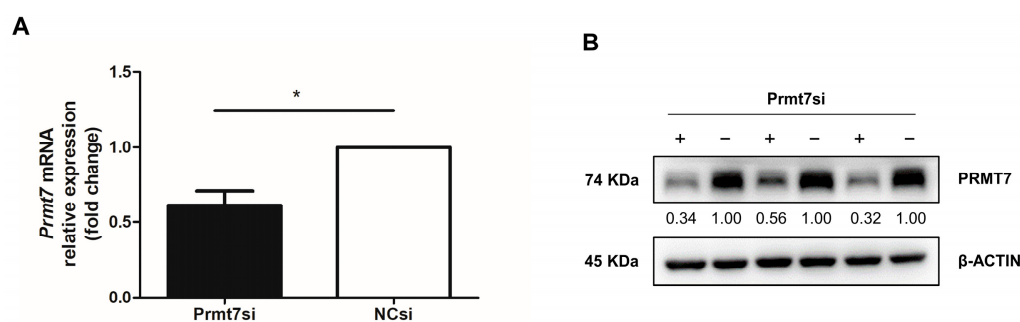 A
Prmt7 mRNA
relative expression
(fold change)
1.5
1.0
0.5
0.0
*
Prmt7si
NCsi
B
Prmt7si
+ − + − + −
74 KDa
PRMT7
0.34 1.00 0.56 1.00 0.32 1.00
45 KDa
β-ACTIN